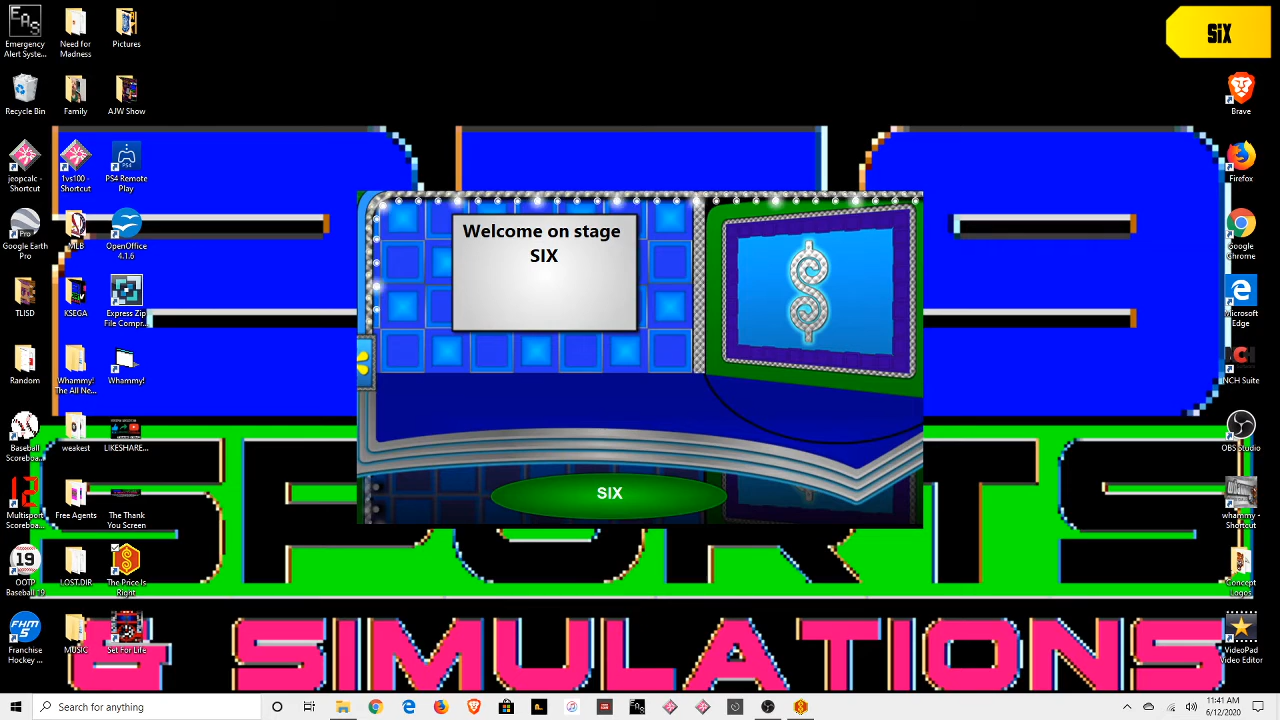 SIX
Emergency
Alert Syste...
Need for
Madness
Pictures
Recycle Bin
Family
AJW Show
Brave
jeopcalc -
Shortcut
1vs100 -
Shortcut
PS4 Remote
Play
Firefox
Google Earth
Pro
MLB
OpenOffice
4.1.6
Google
Chrome
TLISD
KSEGA
Express Zip
File Compr...
Microsoft
Edge
Random
Whammy!
The All Ne...
Whammy!
NCH Suite
Baseball
Scoreboa...
weakest
LIKESHARE...
OBS Studio
Multisport
Scoreboa...
Free Agents
The Thank
You Screen
whammy -
Shortcut
OOTP
Baseball 19
LOST.DIR
The Price Is
Right
Concept
Logos
Franchise
Hockey ...
MUSIC
Set For Life
VideoPad
Video Editor
Welcome on stage
SIX
SIX
SPORTS
& SIMULATIONS
Search for anything
11:41 AM
6/12/2020